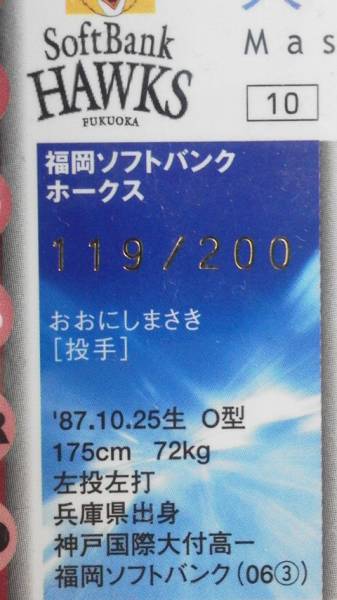 SoftBank
HAWKS
FUKUOKA
Mas
10
福岡ソフトバンク
ホークス
119/200
おおにしまさき
[投手]
'87.10.25生 O型
175cm 72kg
左投左打
兵庫県出身
神戸国際大付高ー
福岡ソフトバンク(06③)